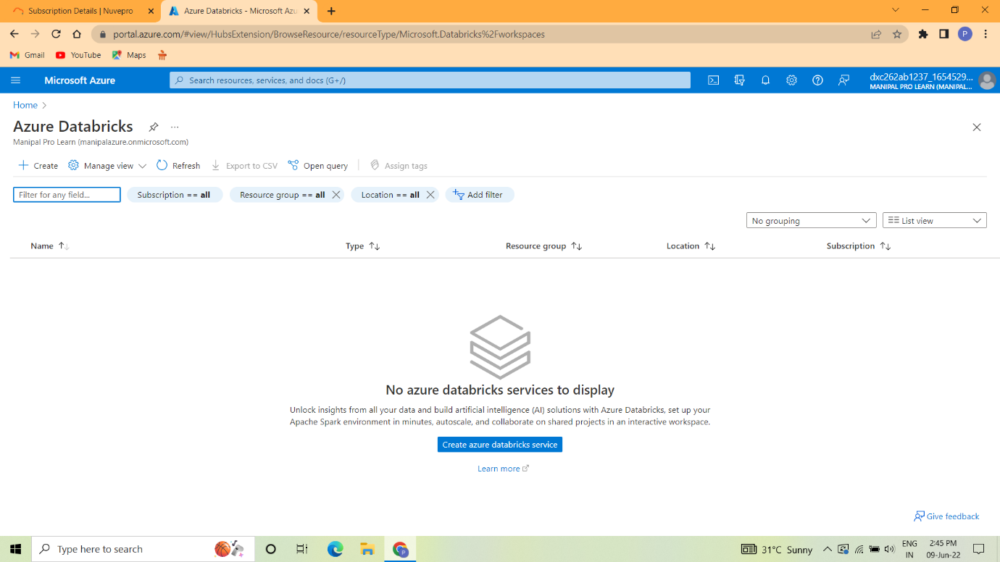 Subscription Details | Nuvepro
Azure Databricks - Microsoft Azu
portal.azure.com/#view/HubsExtension/BrowseResource/resourceType/Microsoft.Databricks%2Fworkspaces
P
Gmail YouTube Maps
Microsoft Azure
Search resources, services, and docs (G+/)
dxc262ab1237_1654529...
MANIPAL PRO LEARN (MANIPAL...
Home >
Azure Databricks ...
Manipal Pro Learn (manipalazure.onmicrosoft.com)
Create Manage view Refresh Export to CSV Open query Assign tags
Filter for any field... Subscription == all Resource group == all Location == all Add filter
No grouping List view
Name Type Resource group Location Subscription
No azure databricks services to display
Unlock insights from all your data and build artificial intelligence (AI) solutions with Azure Databricks, set up your
Apache Spark environment in minutes, autoscale, and collaborate on shared projects in an interactive workspace.
Create azure databricks service
Learn more
Give feedback
Type here to search
P
31°C Sunny
ENG
IN
2:45 PM
09-Jun-22